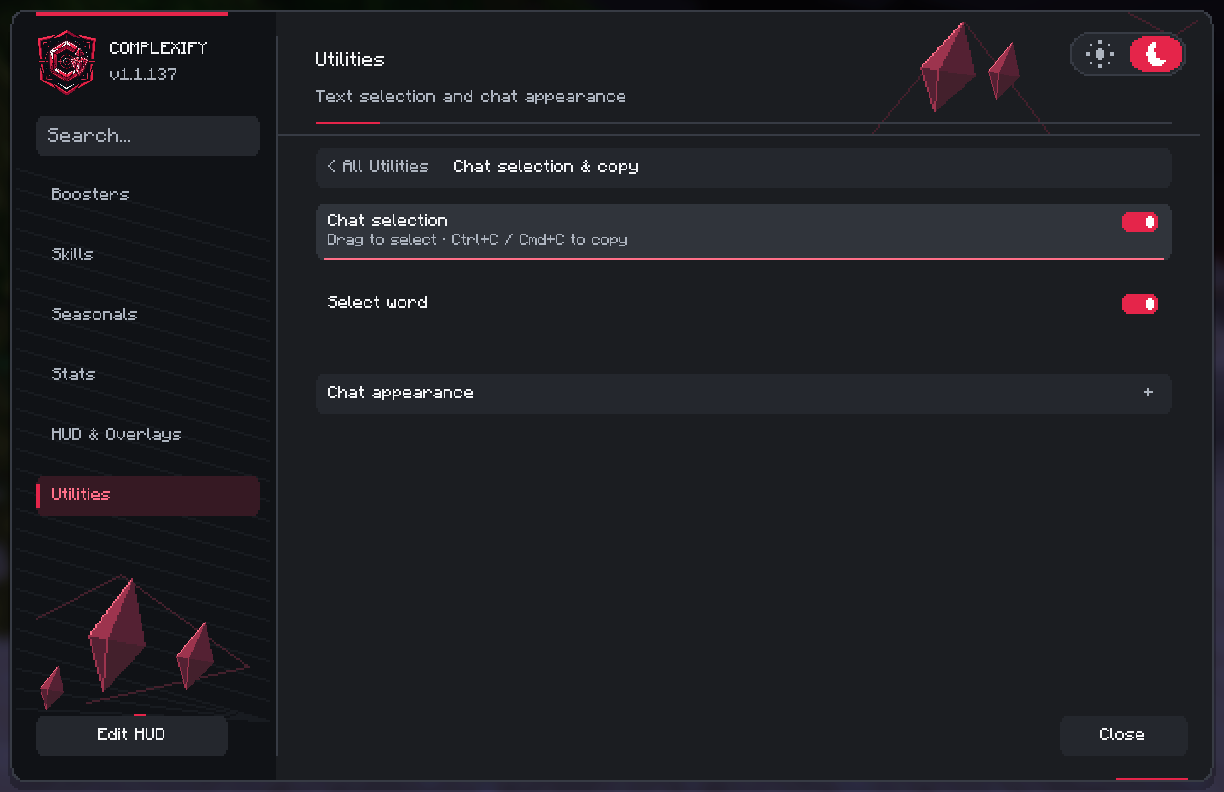 COMPLEXIFY
v1.1.137
Search...
Boosters
Skills
Seasonals
Stats
HUD & Overlays
Utilities
Edit HUD
Utilities
Text selection and chat appearance
< All Utilities
Chat selection & copy
Chat selection
Drag to select · Ctrl+C / Cmd+C to copy
Select word
Chat appearance
+
Close